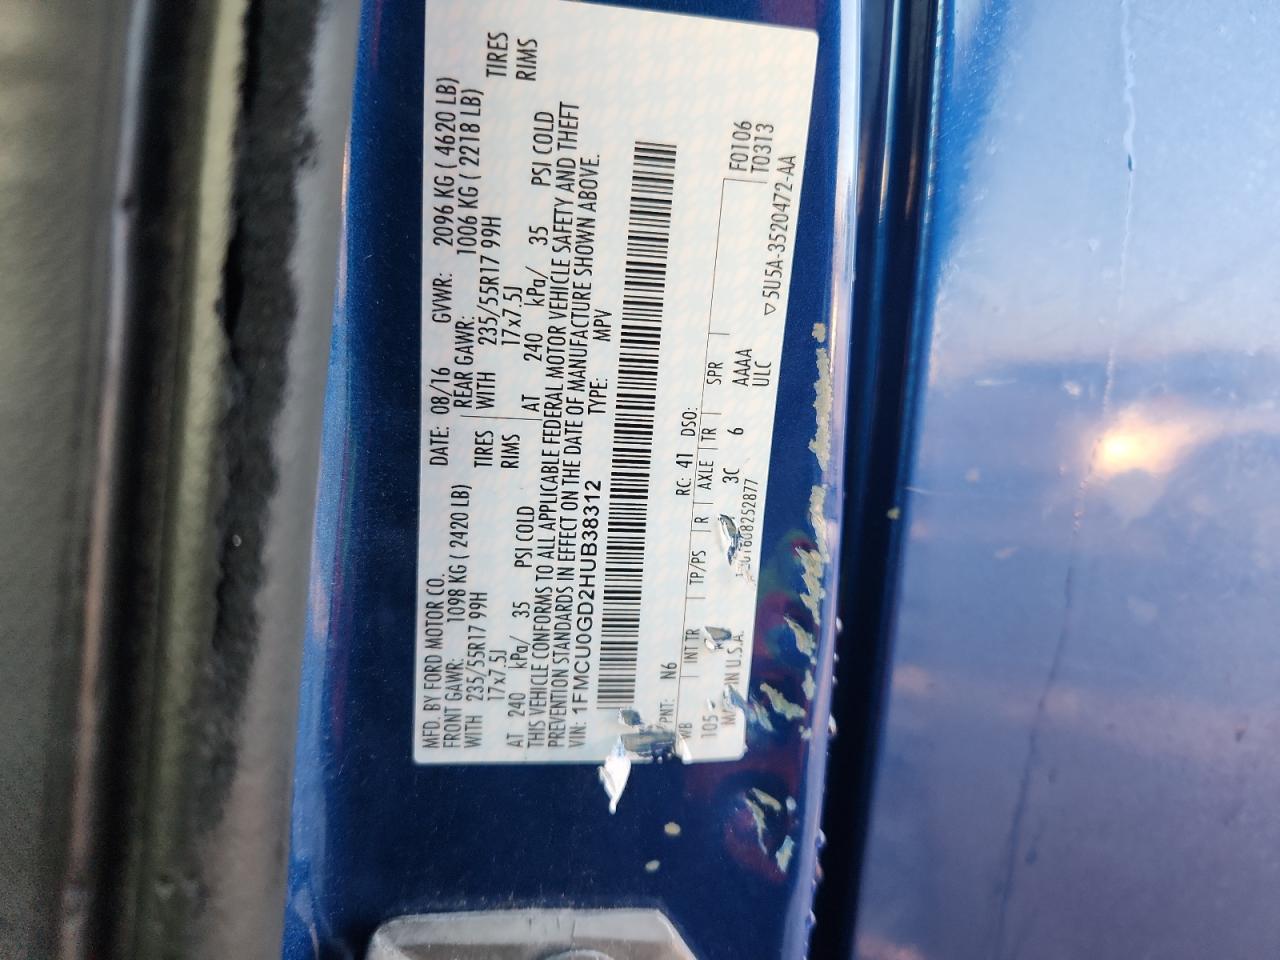 MFD. BY FORD MOTOR CO.
DATE: 08/16 GVWR: 2096 KG ( 4620 LB)
FRONT GAWR: 1098 KG ( 2420 LB) REAR GAWR: 1006 KG ( 2218 LB)
WITH 235/55R17 99H TIRES WITH 235/55R17 99H TIRES
17x7.5J RIMS 17x7.5J RIMS
AT 240 kPa/ 35 PSI COLD AT 240 kPa/ 35 PSI COLD
THIS VEHICLE CONFORMS TO ALL APPLICABLE FEDERAL MOTOR VEHICLE SAFETY AND THEFT
PREVENTION STANDARDS IN EFFECT ON THE DATE OF MANUFACTURE SHOWN ABOVE.
VIN: 1FMCU0GD2HUB38312 TYPE: MPV
PNT: N6 RC: 41 DSO:
WB INT TR TP/PS R AXLE TR SPR F0106
105 3C 6 AAAA T0313
ULC
IN U.S.A. ▽5U5A-3520472-AA